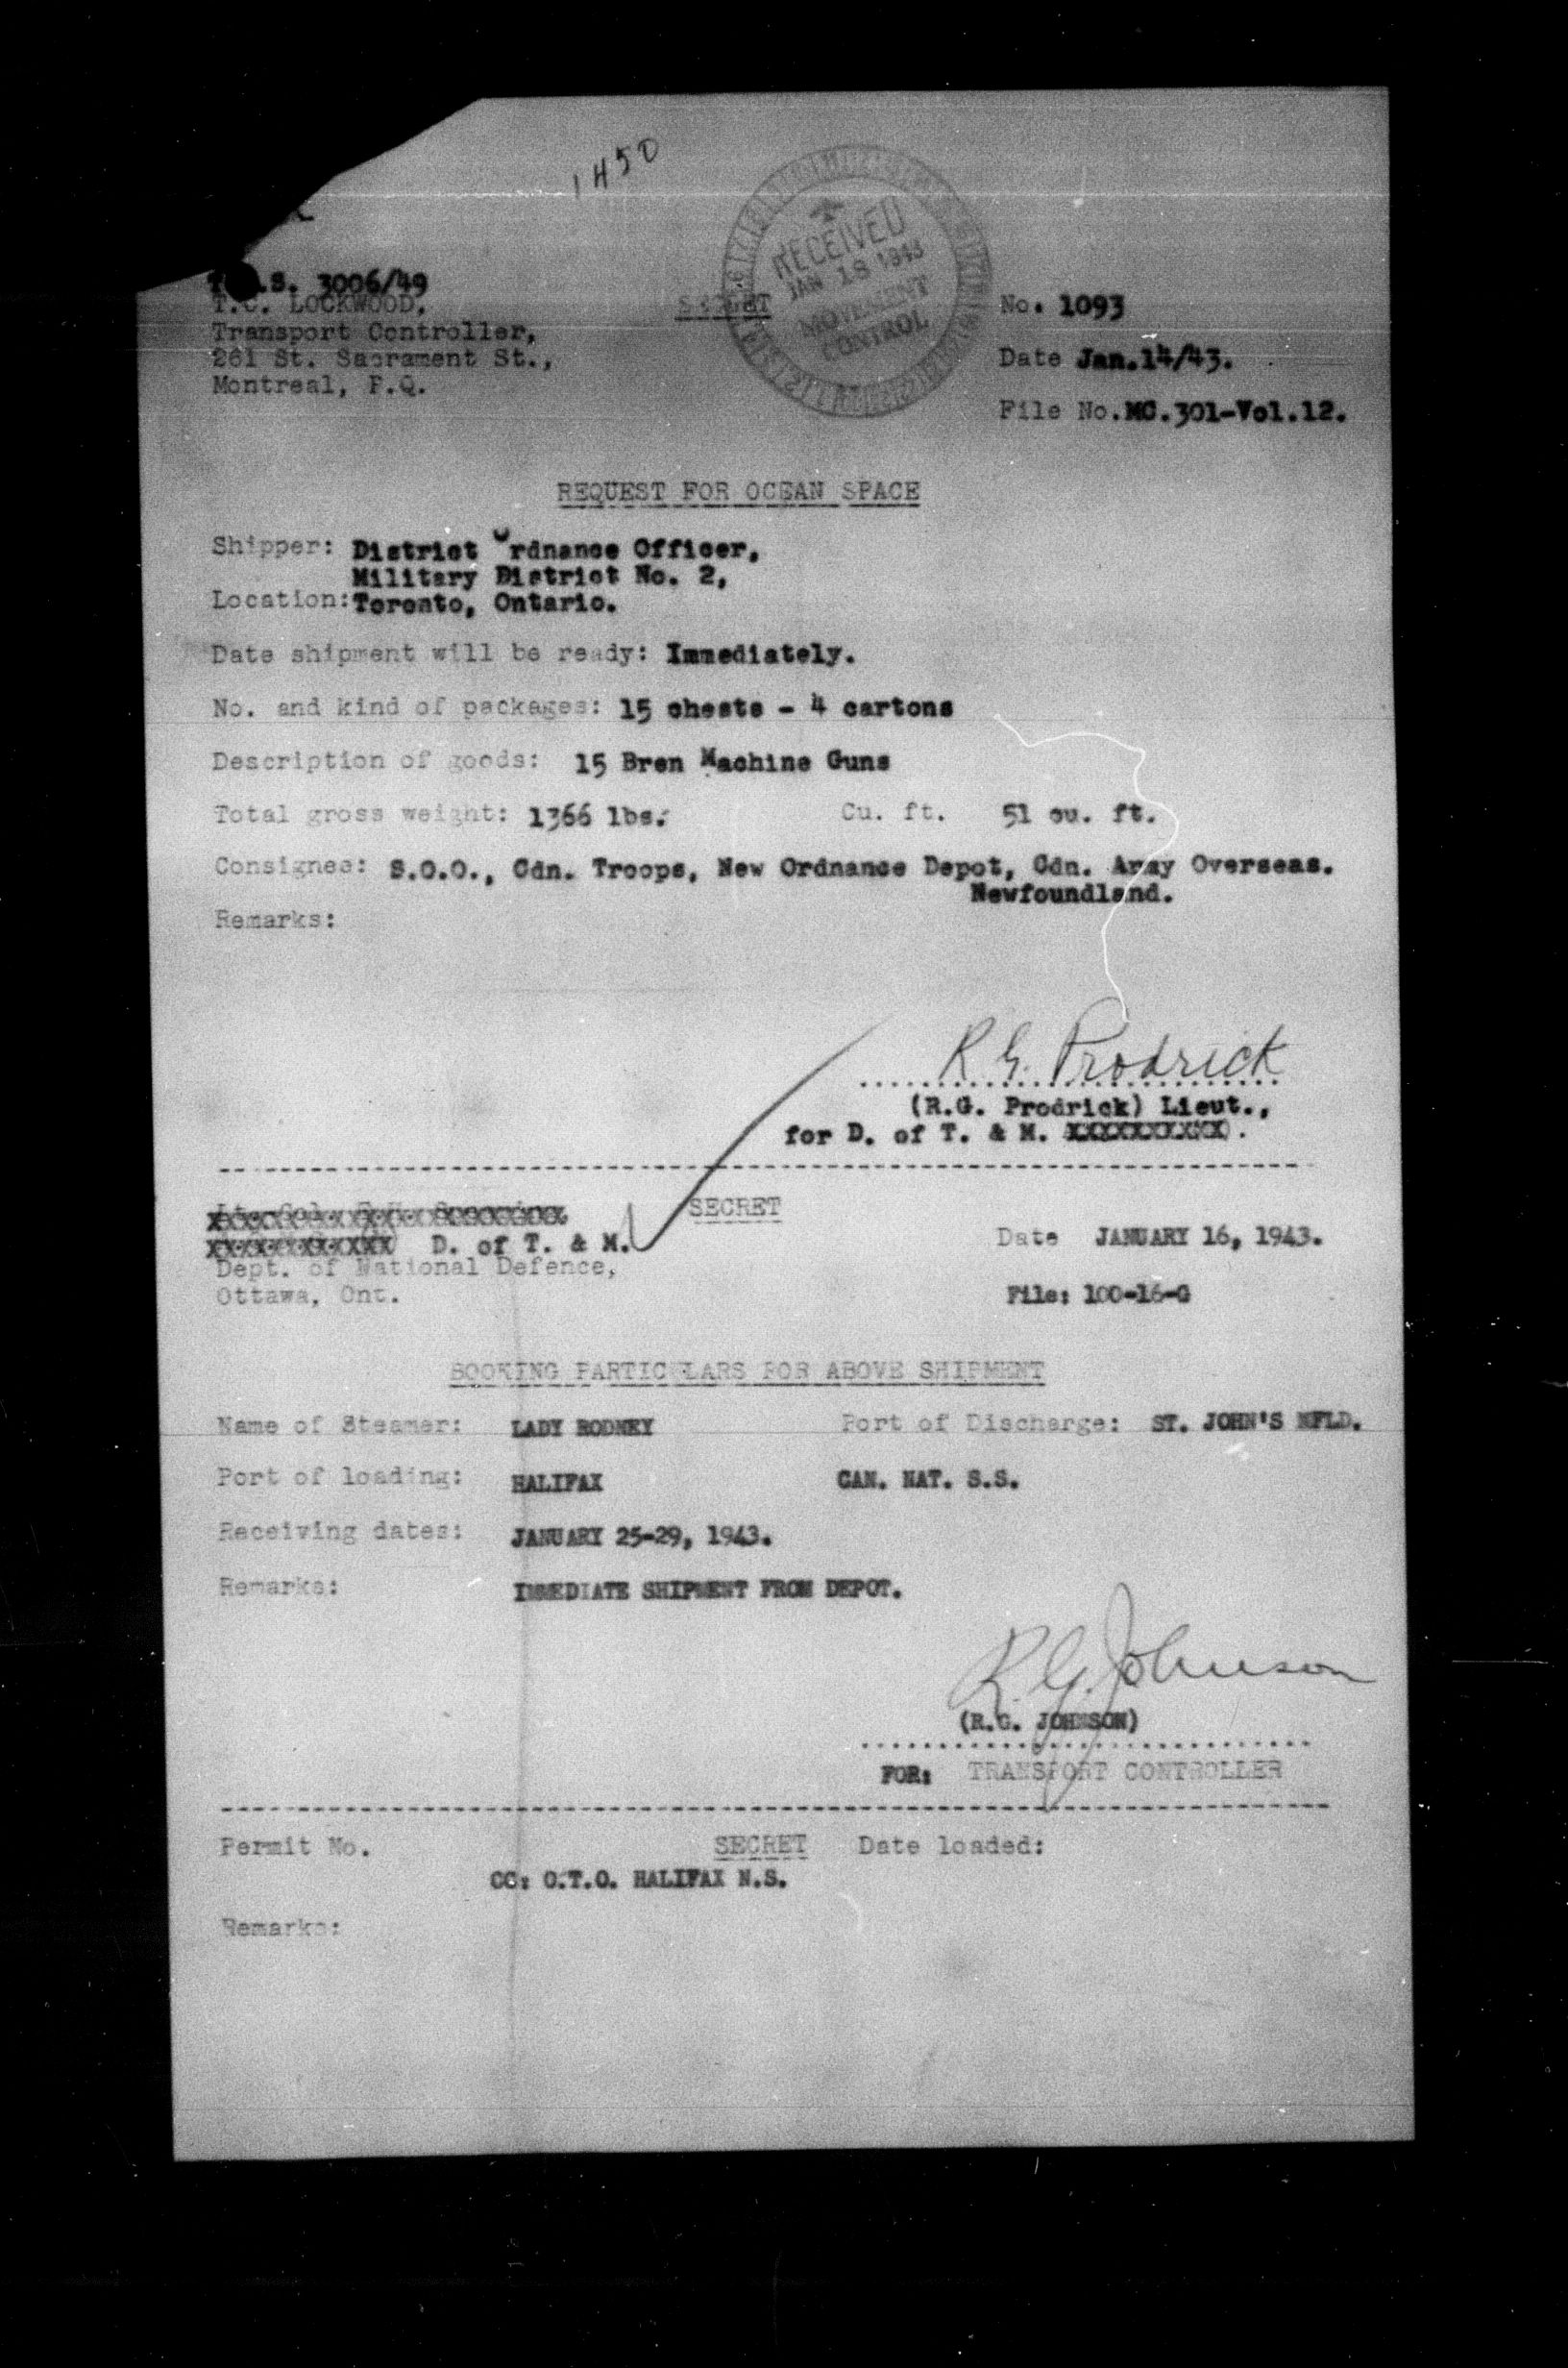 1450
RECEIVED
JAN 18 1943
MOVEMENT
CONTROL
.S. 3006/49
T.C. LOCKWOOD,
Transport Controller,
261 St. Sacrament St.,
Montreal, P.Q.
SECRET
No. 1093
Date Jan.14/43.
File No.MC.301-Vol.12.
REQUEST FOR OCEAN SPACE
Shipper: District Ordnance Officer,
Military District No. 2,
Location: Toronto, Ontario.
Date shipment will be ready: Immediately.
No. and kind of packages: 15 chests - 4 cartons
Description of goods: 15 Bren Machine Guns
Total gross weight: 1366 lbs. Cu. ft. 51 cu. ft.
Consignee: S.O.O., Cdn. Troops, New Ordnance Depot, Cdn. Army Overseas.
Newfoundland.
Remarks:
R G. Prodrick
(R.G. Prodrick) Lieut.,
for D. of T. & M. XXXXXXXXXX.
SECRET
D. of T. & M.
Dept. of National Defence,
Ottawa, Ont.
Date JANUARY 16, 1943.
File: 100-16-G
BOOKING PARTIC LARS FOR ABOVE SHIPMENT
Name of Steamer: LADY RODNEY Port of Discharge: ST. JOHN'S NFLD.
Port of loading: HALIFAX CAN. NAT. S.S.
Receiving dates: JANUARY 25-29, 1943.
Remarks: IMMEDIATE SHIPMENT FROM DEPOT.
R.G. Johnson
(R.G. JOHNSON)
FOR: TRANSPORT CONTROLLER
Permit No. SECRET Date loaded:
CC: O.T.O. HALIFAX N.S.
Remarks: